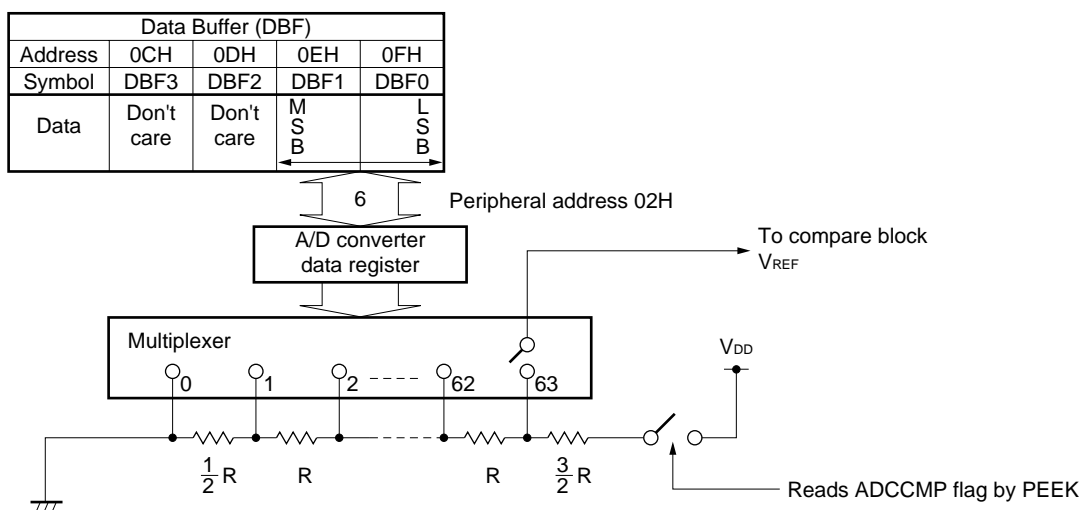 Data Buffer (DBF)
Address 0CH 0DH 0EH 0FH
Symbol DBF3 DBF2 DBF1 DBF0
Data Don't care Don't care MSB LSB
6 Peripheral address 02H
A/D converter
data register
To compare block
VREF
Multiplexer
VDD
0 1 2 62 63
1/2 R R R 3/2 R
Reads ADCCMP flag by PEEK